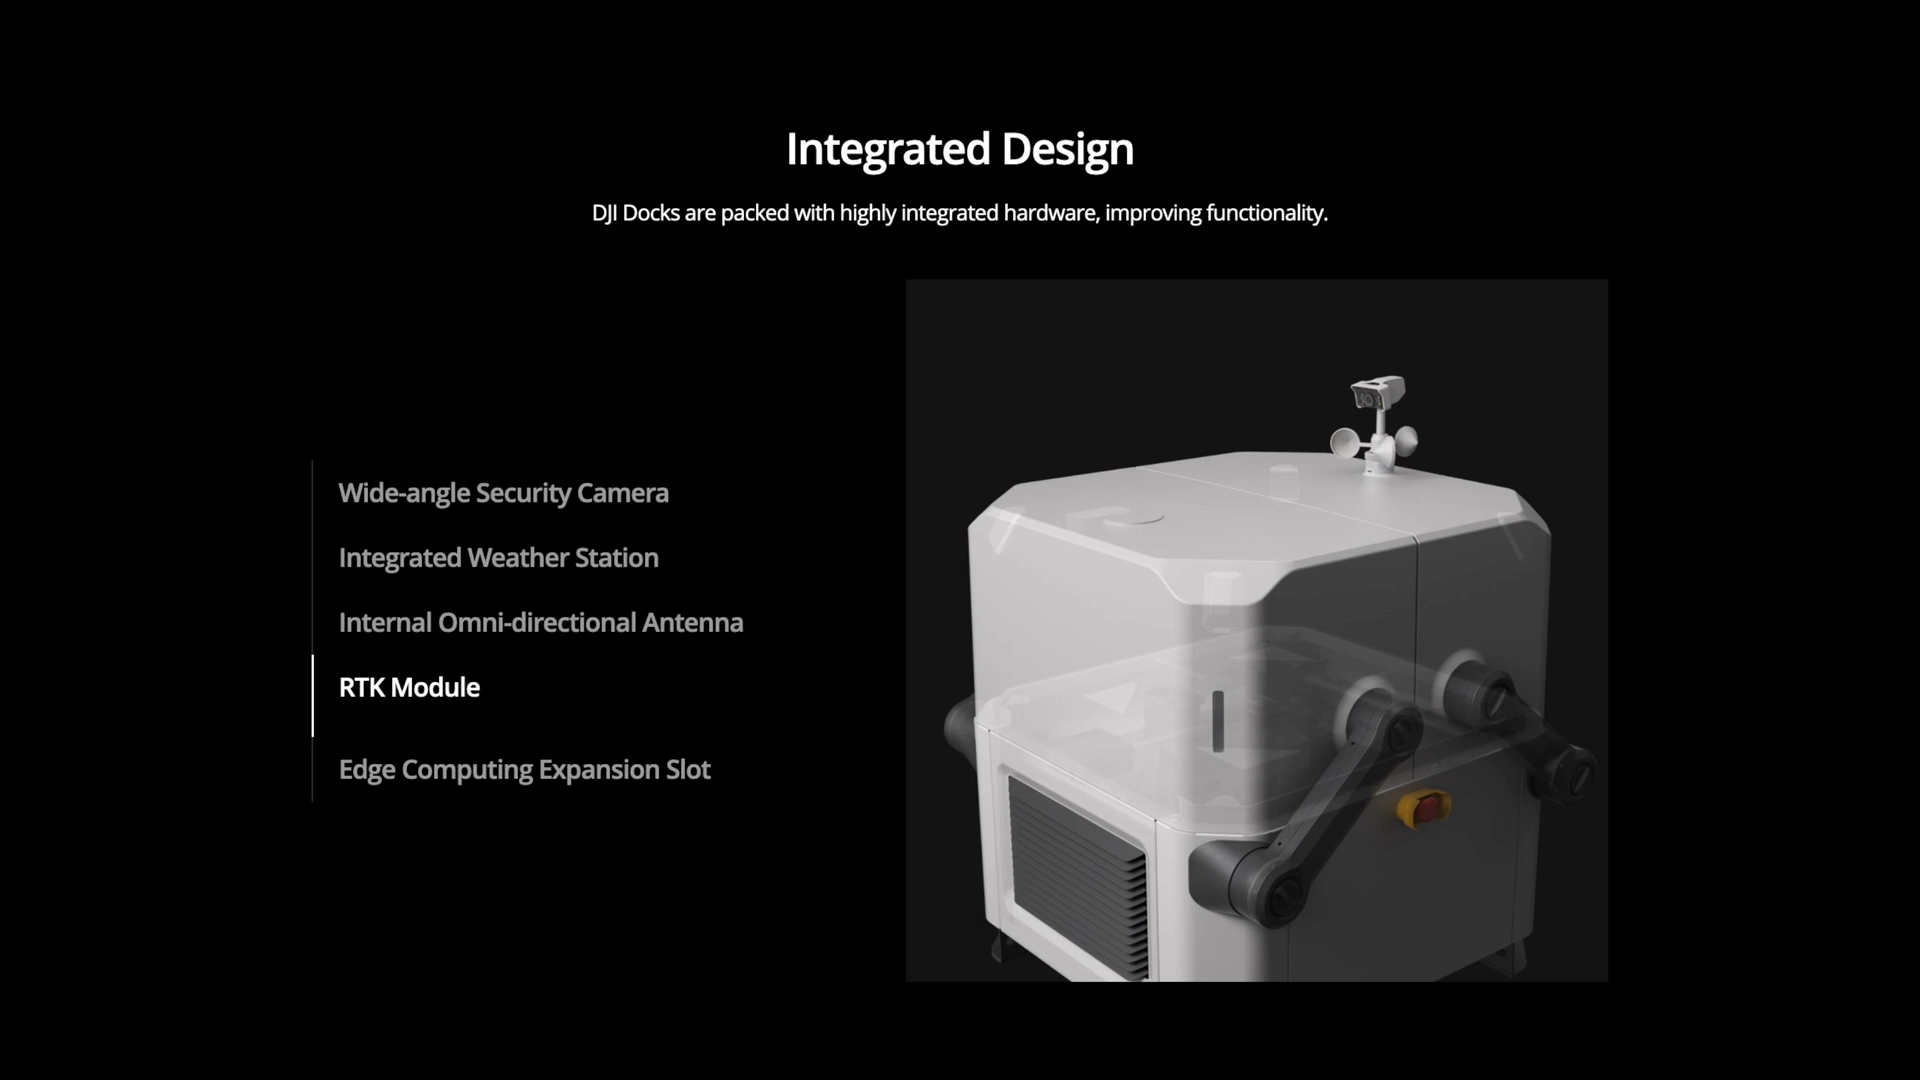 Integrated Design
DJI Docks are packed with highly integrated hardware, improving functionality.
Wide-angle Security Camera
Integrated Weather Station
Internal Omni-directional Antenna
RTK Module
Edge Computing Expansion Slot